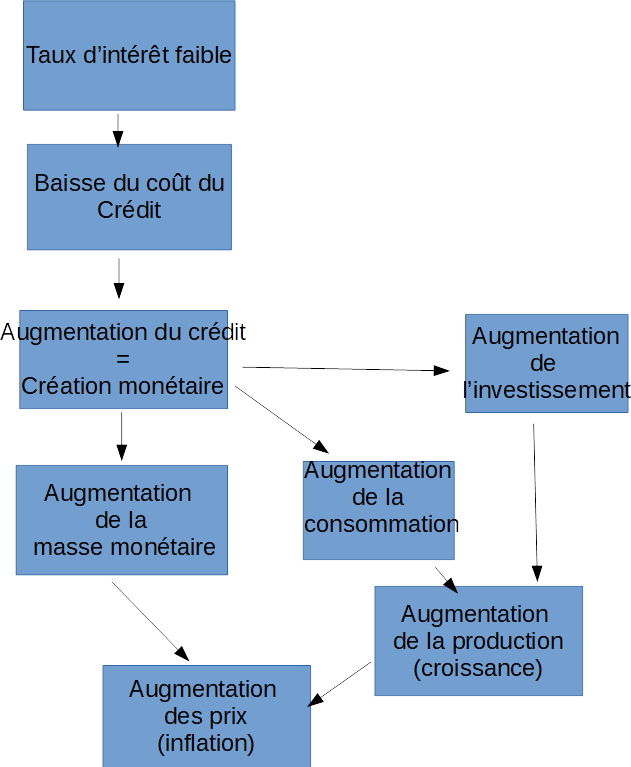 Taux d’intérêt faible
Baisse du coût du
Crédit
Augmentation du crédit
=
Création monétaire
Augmentation
de
l’investissement
Augmentation
de la
masse monétaire
Augmentation
de la
consommation
Augmentation
de la production
(croissance)
Augmentation
des prix
(inflation)